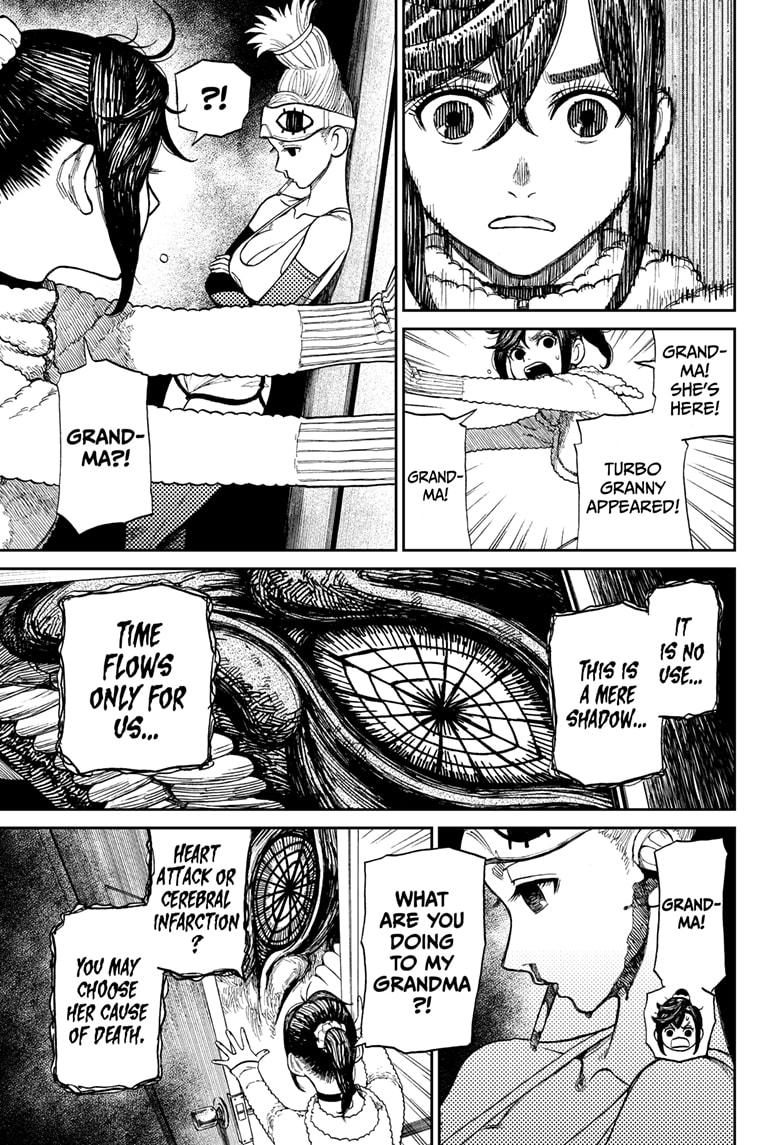 GRAND-
MA!
SHE'S
HERE!
TURBO
GRANNY
APPEARED!
GRAND-
MA!
?!
GRAND-
MA?!
IT
IS NO
USE...
THIS IS
A MERE
SHADOW...
TIME
FLOWS
ONLY FOR
US...
GRAND-
MA!
WHAT
ARE YOU
DOING
TO MY
GRANDMA
?!
HEART
ATTACK OR
CEREBRAL
INFARCTION
?
YOU MAY
CHOOSE
HER CAUSE
OF DEATH.